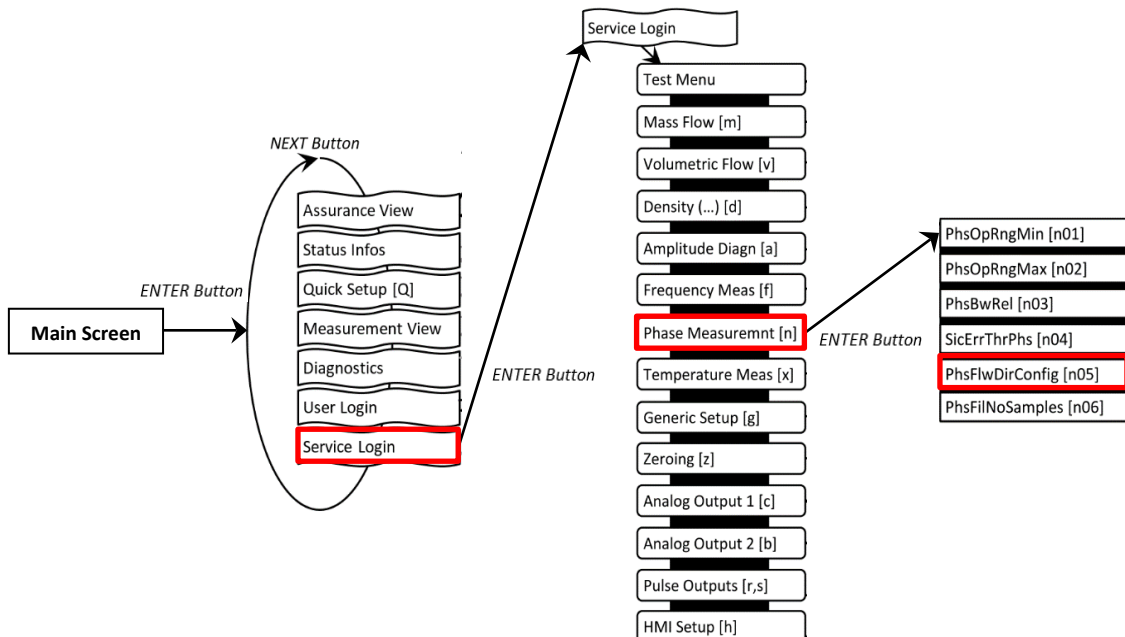 Service Login
Test Menu
Mass Flow [m]
NEXT Button
Volumetric Flow [v]
Assurance View
Density (...) [d]
Status Infos
Amplitude Diagn [a]
PhsOpRngMin [n01]
ENTER Button
Quick Setup [Q]
Frequency Meas [f]
PhsOpRngMax [n02]
PhsBwRel [n03]
Main Screen
Measurement View
Phase Measuremnt [n]
ENTER Button
SicErrThrPhs [n04]
Diagnostics
ENTER Button
Temperature Meas [x]
PhsFlwDirConfig [n05]
User Login
PhsFilNoSamples [n06]
Generic Setup [g]
Service Login
Zeroing [z]
Analog Output 1 [c]
Analog Output 2 [b]
Pulse Outputs [r,s]
HMI Setup [h]